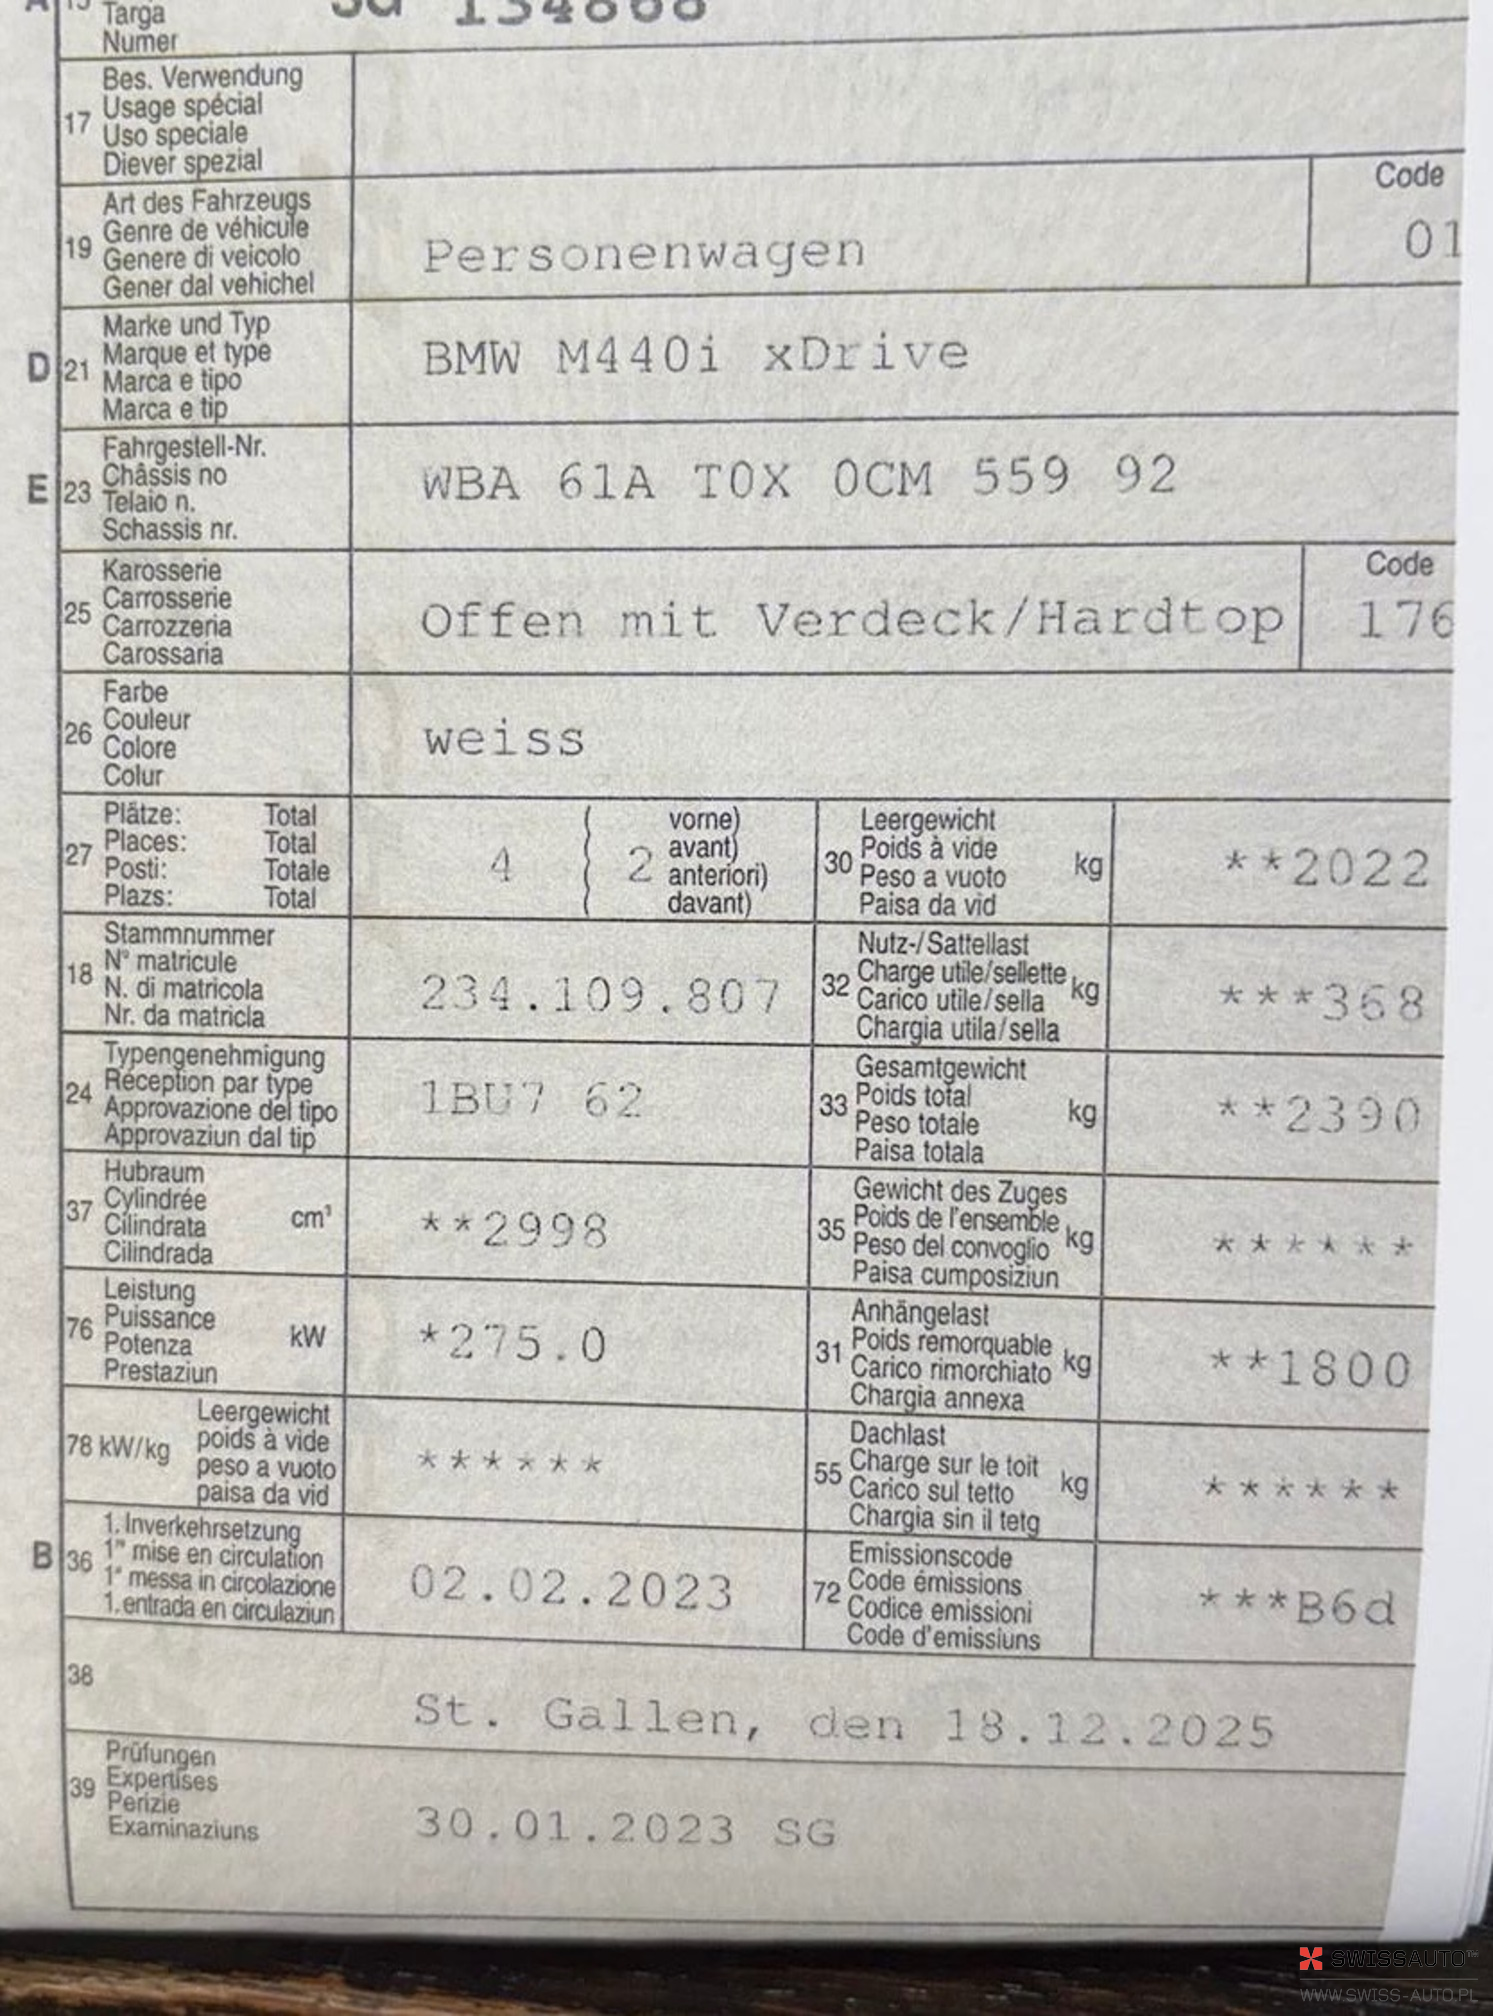 A 15 Targa
Numer
SG 134868
17 Bes. Verwendung
Usage spécial
Uso speciale
Diever spezial
19 Art des Fahrzeugs
Genre de véhicule
Genere di veicolo
Gener dal vehichel
Personenwagen
Code
01
D 21 Marke und Typ
Marque et type
Marca e tipo
Marca e tip
BMW M440i xDrive
E 23 Fahrgestell-Nr.
Châssis no
Telaio n.
Schassis nr.
WBA 61A T0X 0CM 559 92
25 Karosserie
Carrosserie
Carrozzeria
Carossaria
Offen mit Verdeck/Hardtop
Code
176
26 Farbe
Couleur
Colore
Colur
weiss
27 Plätze: Total
Places: Total
Posti: Totale
Plazs: Total
4 ( 2 vorne)
avant)
anteriori)
davant)
30 Leergewicht
Poids à vide
Peso a vuoto
Paisa da vid
kg
**2022
18 Stammnummer
N° matricule
N. di matricola
Nr. da matricla
234.109.807
32 Nutz-/Sattellast
Charge utile/sellette
Carico utile/sella
Chargia utila/sella
kg
***368
24 Typengenehmigung
Réception par type
Approvazione del tipo
Approvaziun dal tip
1BU7 62
33 Gesamtgewicht
Poids total
Peso totale
Paisa totala
kg
**2390
37 Hubraum
Cylindrée
Cilindrata
Cilindrada
cm³
**2998
35 Gewicht des Zuges
Poids de l'ensemble
Peso del convoglio
Paisa cumposiziun
kg
******
76 Leistung
Puissance
Potenza
Prestaziun
kW
*275.0
31 Anhängelast
Poids remorquable
Carico rimorchiato
Chargia annexa
kg
**1800
78 kW/kg Leergewicht
poids à vide
peso a vuoto
paisa da vid
******
55 Dachlast
Charge sur le toit
Carico sul tetto
Chargia sin il tetg
kg
******
B 36 1. Inverkehrsetzung
1re mise en circulation
1a messa in circolazione
1. entrada en circulaziun
02.02.2023
72 Emissionscode
Code émissions
Codice emissioni
Code d'emissiuns
***B6d
38
St. Gallen, den 18.12.2025
39 Prüfungen
Expertises
Perizie
Examinaziuns
30.01.2023 SG
SWISSAUTO™
WWW.SWISS-AUTO.PL